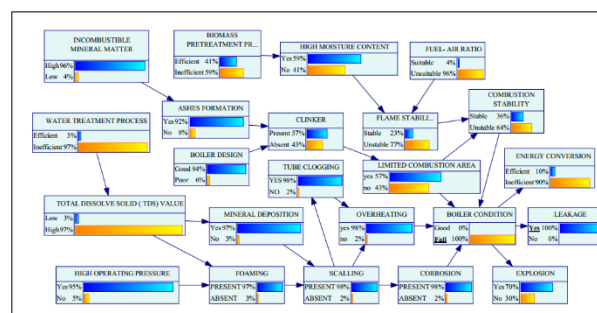 INCOMBUSTIBLE
MINERAL MATTER
High 96%
Low 4%
BIOMASS
PRETREATMENT PR...
Efficient 41%
Inefficient 59%
HIGH MOISTURE CONTENT
Yes 59%
No 41%
FUEL- AIR RATIO
Suitable 4%
Unsuitable 96%
COMBUSTION
STABILITY
Stable 36%
Unstable 64%
WATER TREATMENT PROCESS
Efficient 3%
Inefficient 97%
ASHES FORMATION
Yes 92%
No 8%
CLINKER
Present 57%
Absent 43%
FLAME STABILI...
Stable 23%
Unstable 77%
BOILER DESIGN
Good 94%
Poor 6%
TUBE CLOGGING
YES 98%
NO 2%
LIMITED COMBUSTION AREA
yes 57%
no 43%
ENERGY CONVERSION
Efficient 10%
Inefficient 90%
TOTAL DISSOLVE SOLID ( TDS) VALUE
Low 3%
High 97%
MINERAL DEPOSITION
Yes 97%
No 3%
OVERHEATING
yes 98%
no 2%
BOILER CONDITION
Good 0%
Fail 100%
LEAKAGE
Yes 100%
No 0%
HIGH OPERATING PRESSURE
Yes 95%
No 5%
FOAMING
PRESENT 97%
ABSENT 3%
SCALLING
PRESENT 98%
ABSENT 2%
CORROSION
PRESENT 98%
ABSENT 2%
EXPLOSION
Yes 70%
No 30%